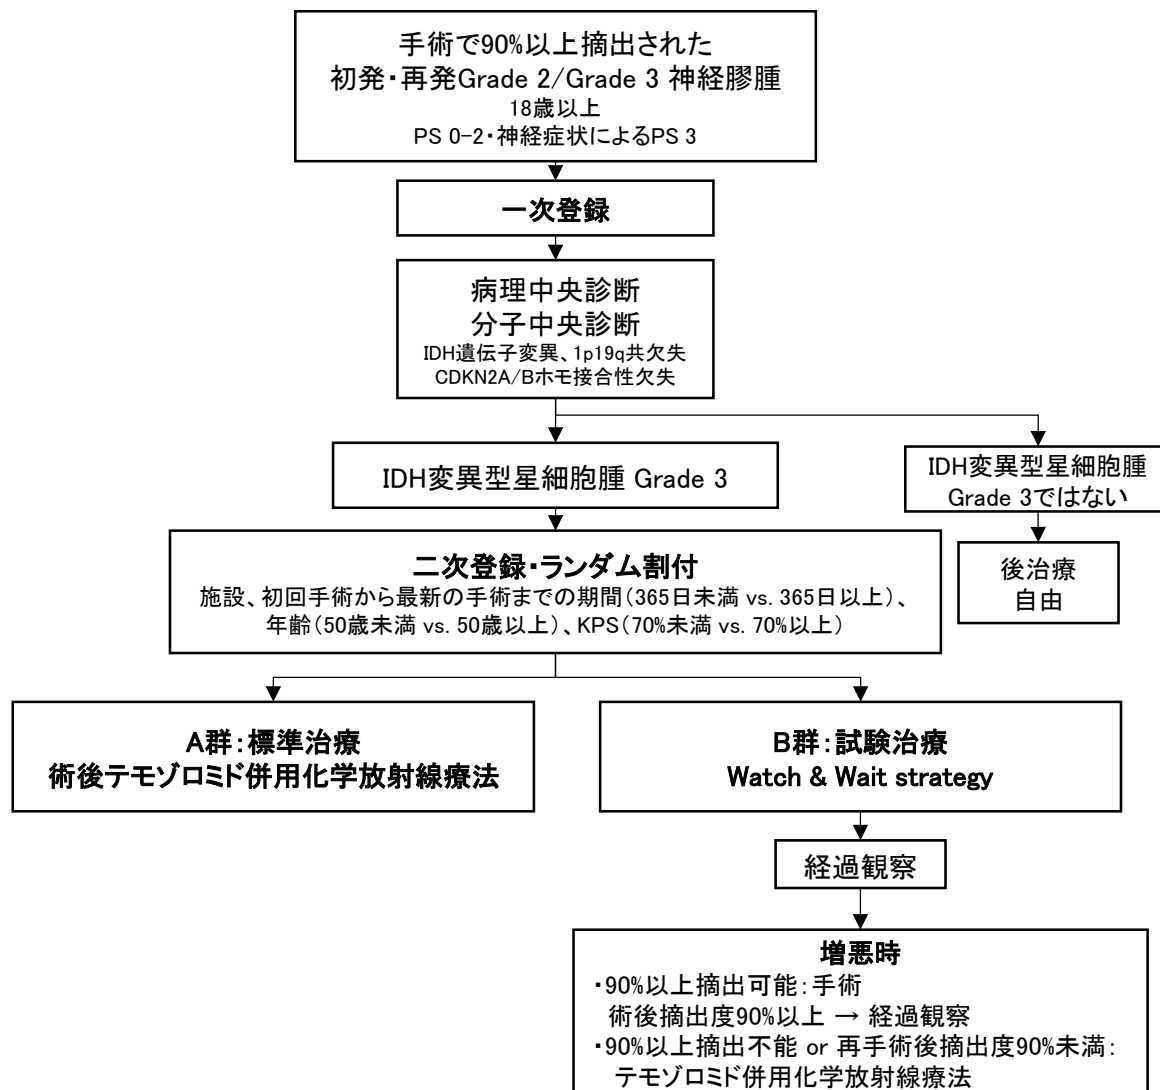 手術で90%以上摘出された
初発・再発Grade 2/Grade 3 神経膠腫
18歳以上
PS 0-2・神経症状によるPS 3
一次登録
病理中央診断
分子中央診断
IDH遺伝子変異、1p19q共欠失
CDKN2A/Bホモ接合性欠失
IDH変異型星細胞腫 Grade 3
IDH変異型星細胞腫
Grade 3ではない
二次登録・ランダム割付
施設、初回手術から最新の手術までの期間(365日未満 vs. 365日以上)、
年齢(50歳未満 vs. 50歳以上)、KPS(70%未満 vs. 70%以上)
後治療
自由
A群:標準治療
術後テモゾロミド併用化学放射線療法
B群:試験治療
Watch & Wait strategy
経過観察
増悪時
・90%以上摘出可能:手術
術後摘出度90%以上 → 経過観察
・90%以上摘出不能 or 再手術後摘出度90%未満:
テモゾロミド併用化学放射線療法